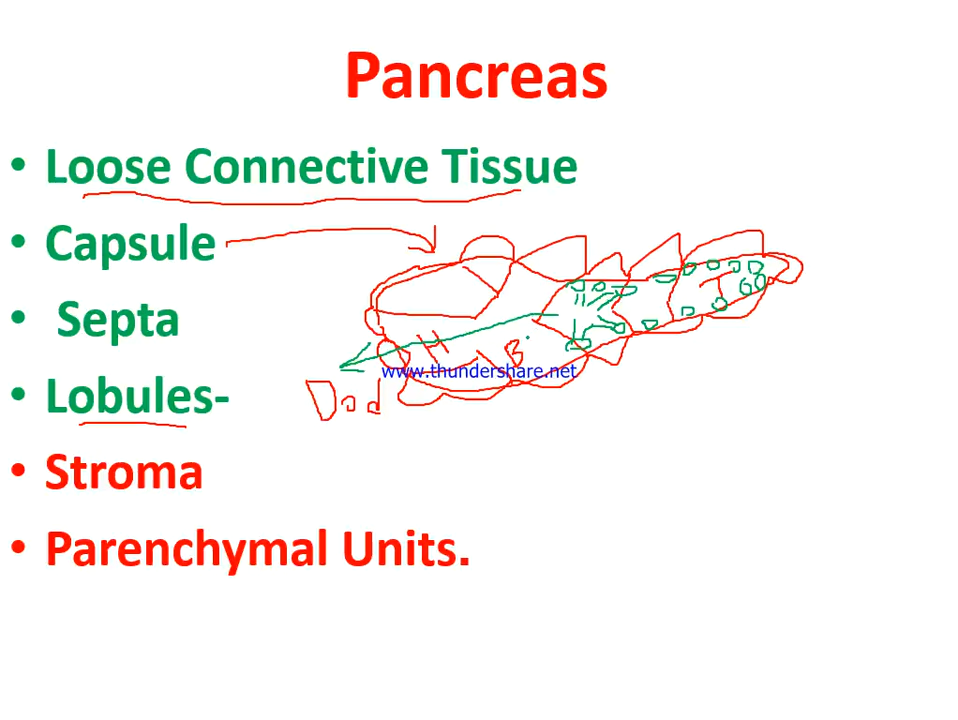 Pancreas
• Loose Connective Tissue
• Capsule
• Septa
• Lobules-
• Stroma
• Parenchymal Units.
H
B
T
www.thundershare.net